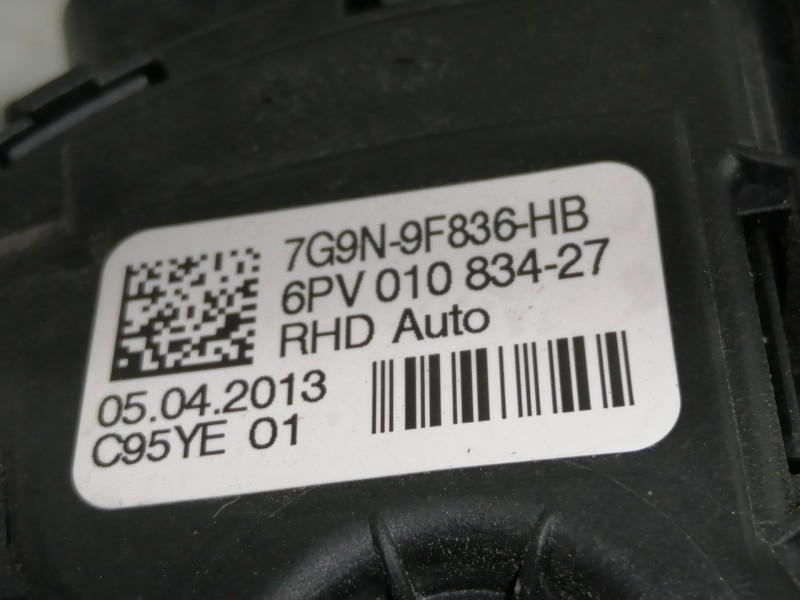 7G9N-9F836-HB
6PV 010 834-27
RHD Auto
05.04.2013
C95YE 01